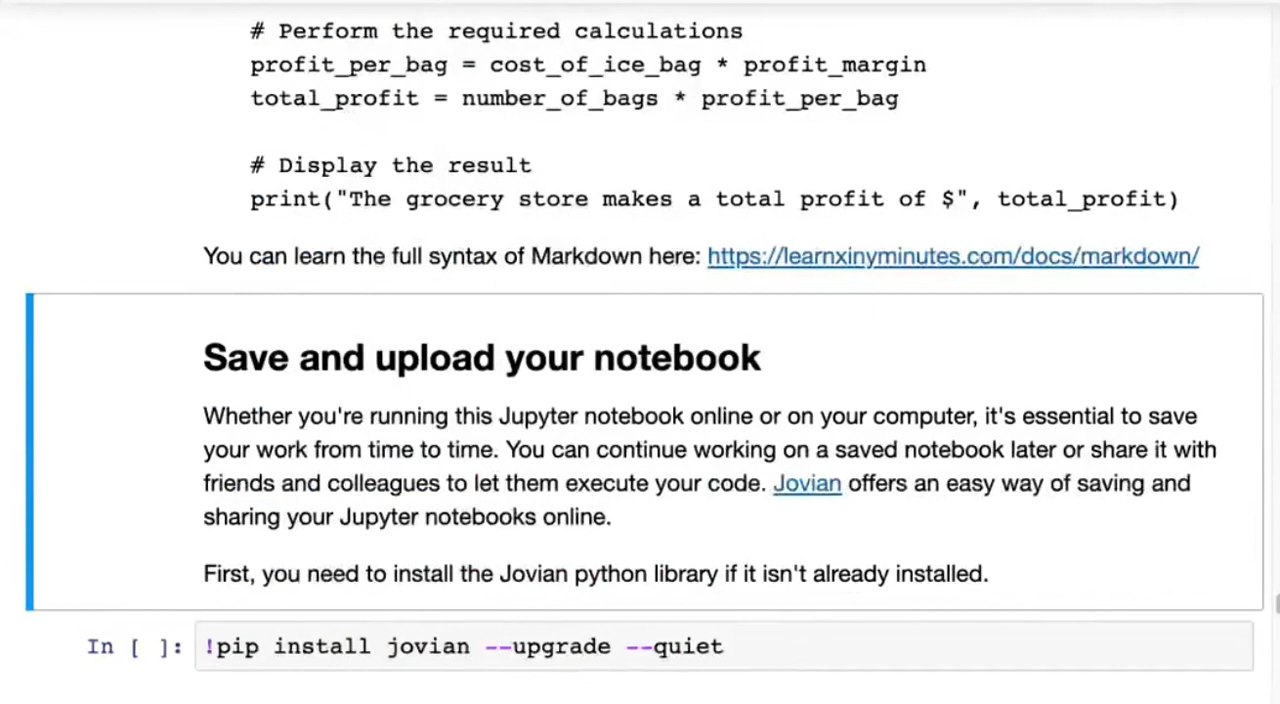 # Perform the required calculations
profit_per_bag = cost_of_ice_bag * profit_margin
total_profit = number_of_bags * profit_per_bag
# Display the result
print("The grocery store makes a total profit of $", total_profit)
You can learn the full syntax of Markdown here: https://learnxinyminutes.com/docs/markdown/
Save and upload your notebook
Whether you're running this Jupyter notebook online or on your computer, it's essential to save
your work from time to time. You can continue working on a saved notebook later or share it with
friends and colleagues to let them execute your code. Jovian offers an easy way of saving and
sharing your Jupyter notebooks online.
First, you need to install the Jovian python library if it isn't already installed.
In [ ]: !pip install jovian --upgrade --quiet